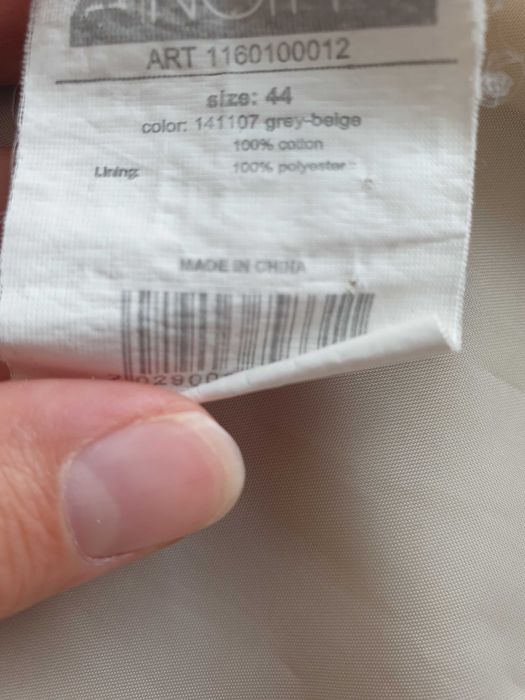 ART 1160100012
size: 44
color: 141107 grey-beige
100% cotton
Lining: 100% polyester
MADE IN CHINA